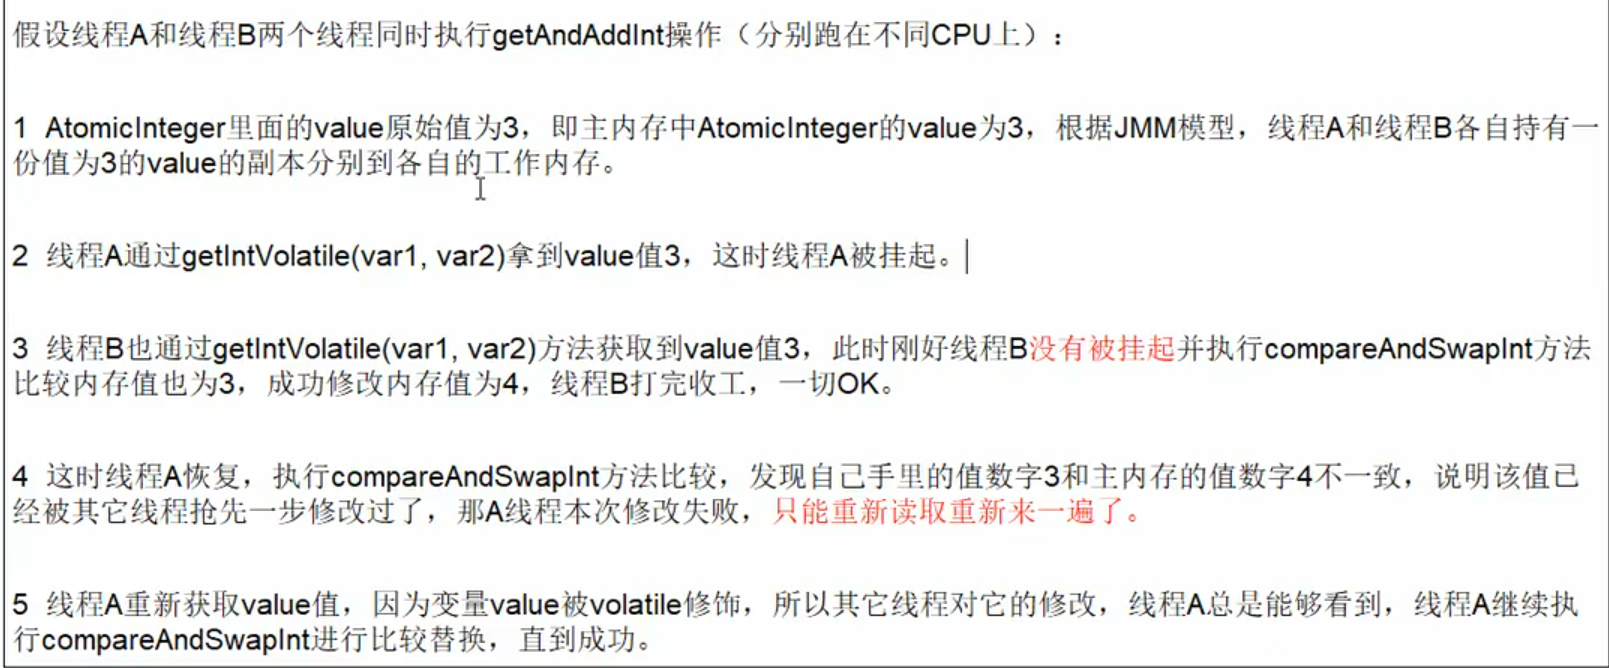 假设线程A和线程B两个线程同时执行getAndAddInt操作（分别跑在不同CPU上）：
1 AtomicInteger里面的value原始值为3，即主内存中AtomicInteger的value为3，根据JMM模型，线程A和线程B各自持有一
份值为3的value的副本分别到各自的工作内存。
2 线程A通过getIntVolatile(var1, var2)拿到value值3，这时线程A被挂起。
3 线程B也通过getIntVolatile(var1, var2)方法获取到value值3，此时刚好线程B没有被挂起并执行compareAndSwapInt方法
比较内存值也为3，成功修改内存值为4，线程B打完收工，一切OK。
4 这时线程A恢复，执行compareAndSwapInt方法比较，发现自己手里的值数字3和主内存的值数字4不一致，说明该值已
经被其它线程抢先一步修改过了，那A线程本次修改失败，只能重新读取重新来一遍了。
5 线程A重新获取value值，因为变量value被volatile修饰，所以其它线程对它的修改，线程A总是能够看到，线程A继续执
行compareAndSwapInt进行比较替换，直到成功。